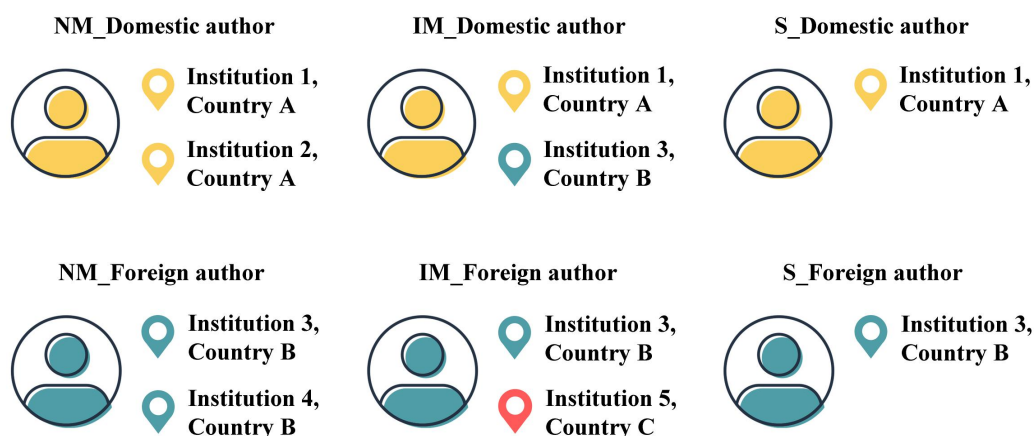 NM_Domestic author
IM_Domestic author
S_Domestic author
Institution 1,
Country A
Institution 2,
Country A
Institution 1,
Country A
Institution 3,
Country B
Institution 1,
Country A
NM_Foreign author
IM_Foreign author
S_Foreign author
Institution 3,
Country B
Institution 4,
Country B
Institution 3,
Country B
Institution 5,
Country C
Institution 3,
Country B